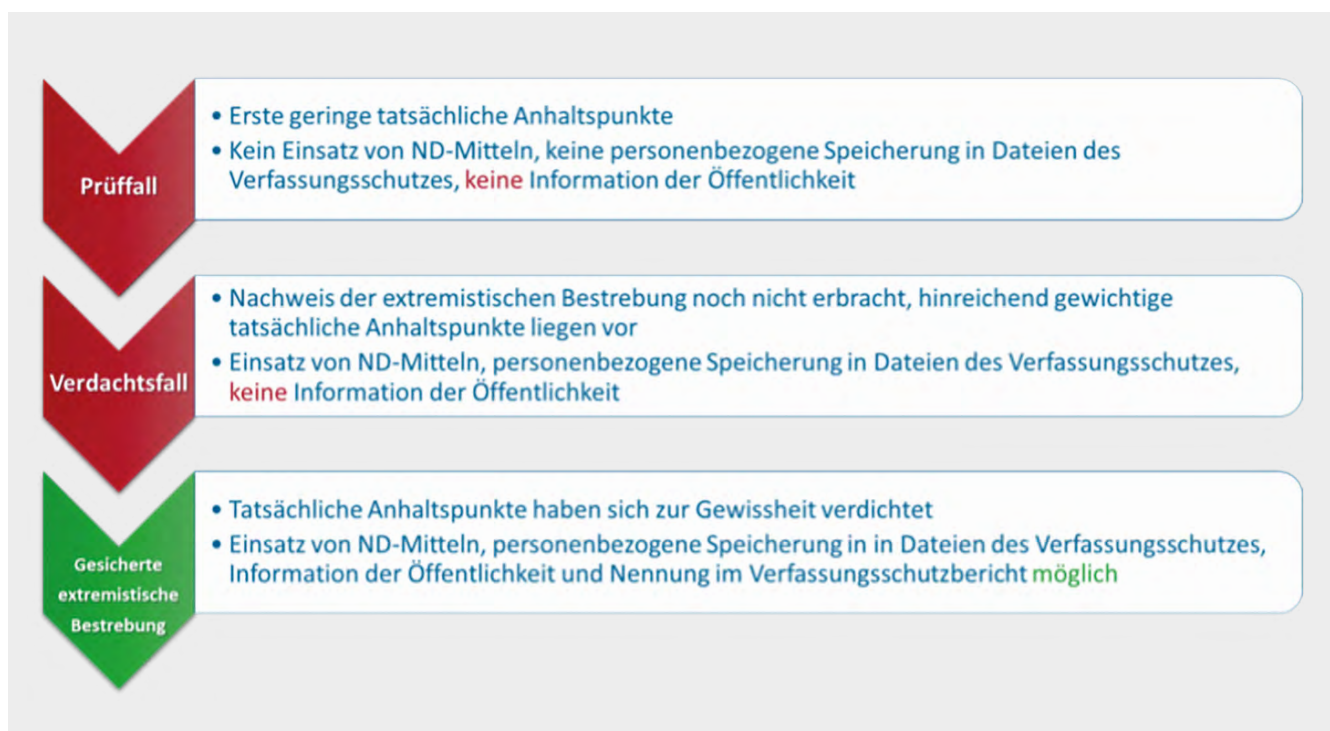 Prüffall
• Erste geringe tatsächliche Anhaltspunkte
• Kein Einsatz von ND-Mitteln, keine personenbezogene Speicherung in Dateien des
Verfassungsschutzes, keine Information der Öffentlichkeit
Verdachtsfall
• Nachweis der extremistischen Bestrebung noch nicht erbracht, hinreichend gewichtige
tatsächliche Anhaltspunkte liegen vor
• Einsatz von ND-Mitteln, personenbezogene Speicherung in Dateien des Verfassungsschutzes,
keine Information der Öffentlichkeit
Gesicherte
extremistische
Bestrebung
• Tatsächliche Anhaltspunkte haben sich zur Gewissheit verdichtet
• Einsatz von ND-Mitteln, personenbezogene Speicherung in in Dateien des Verfassungsschutzes,
Information der Öffentlichkeit und Nennung im Verfassungsschutzbericht möglich